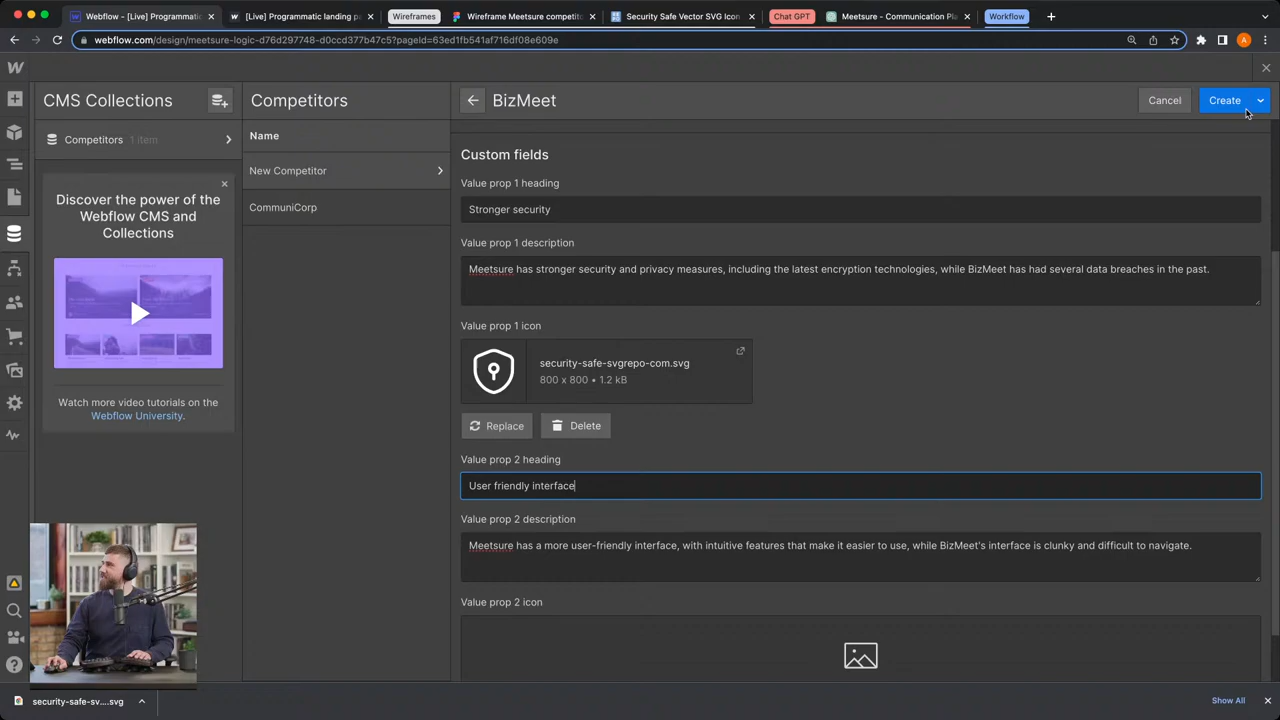 Webflow - [Live] Programmatic
[Live] Programmatic landing pa
Wireframes
Wireframe Meetsure competito
Security Safe Vector SVG Icon
Chat GPT
Meetsure - Communication Pla
Workflow
webflow.com/design/meetsure-logic-d76d297748-d0ccd377b47c5?pageId=63ed1fb541af716df08e609e
CMS Collections
Competitors
BizMeet
Cancel
Create
Competitors 1 item
Name
New Competitor
CommuniCorp
Discover the power of the
Webflow CMS and
Collections
Watch more video tutorials on the
Webflow University.
Custom fields
Value prop 1 heading
Stronger security
Value prop 1 description
Meetsure has stronger security and privacy measures, including the latest encryption technologies, while BizMeet has had several data breaches in the past.
Value prop 1 icon
security-safe-svgrepo-com.svg
800 x 800 • 1.2 kB
Replace
Delete
Value prop 2 heading
User friendly interface
Value prop 2 description
Meetsure has a more user-friendly interface, with intuitive features that make it easier to use, while BizMeet's interface is clunky and difficult to navigate.
Value prop 2 icon
security-safe-sv....svg
Show All